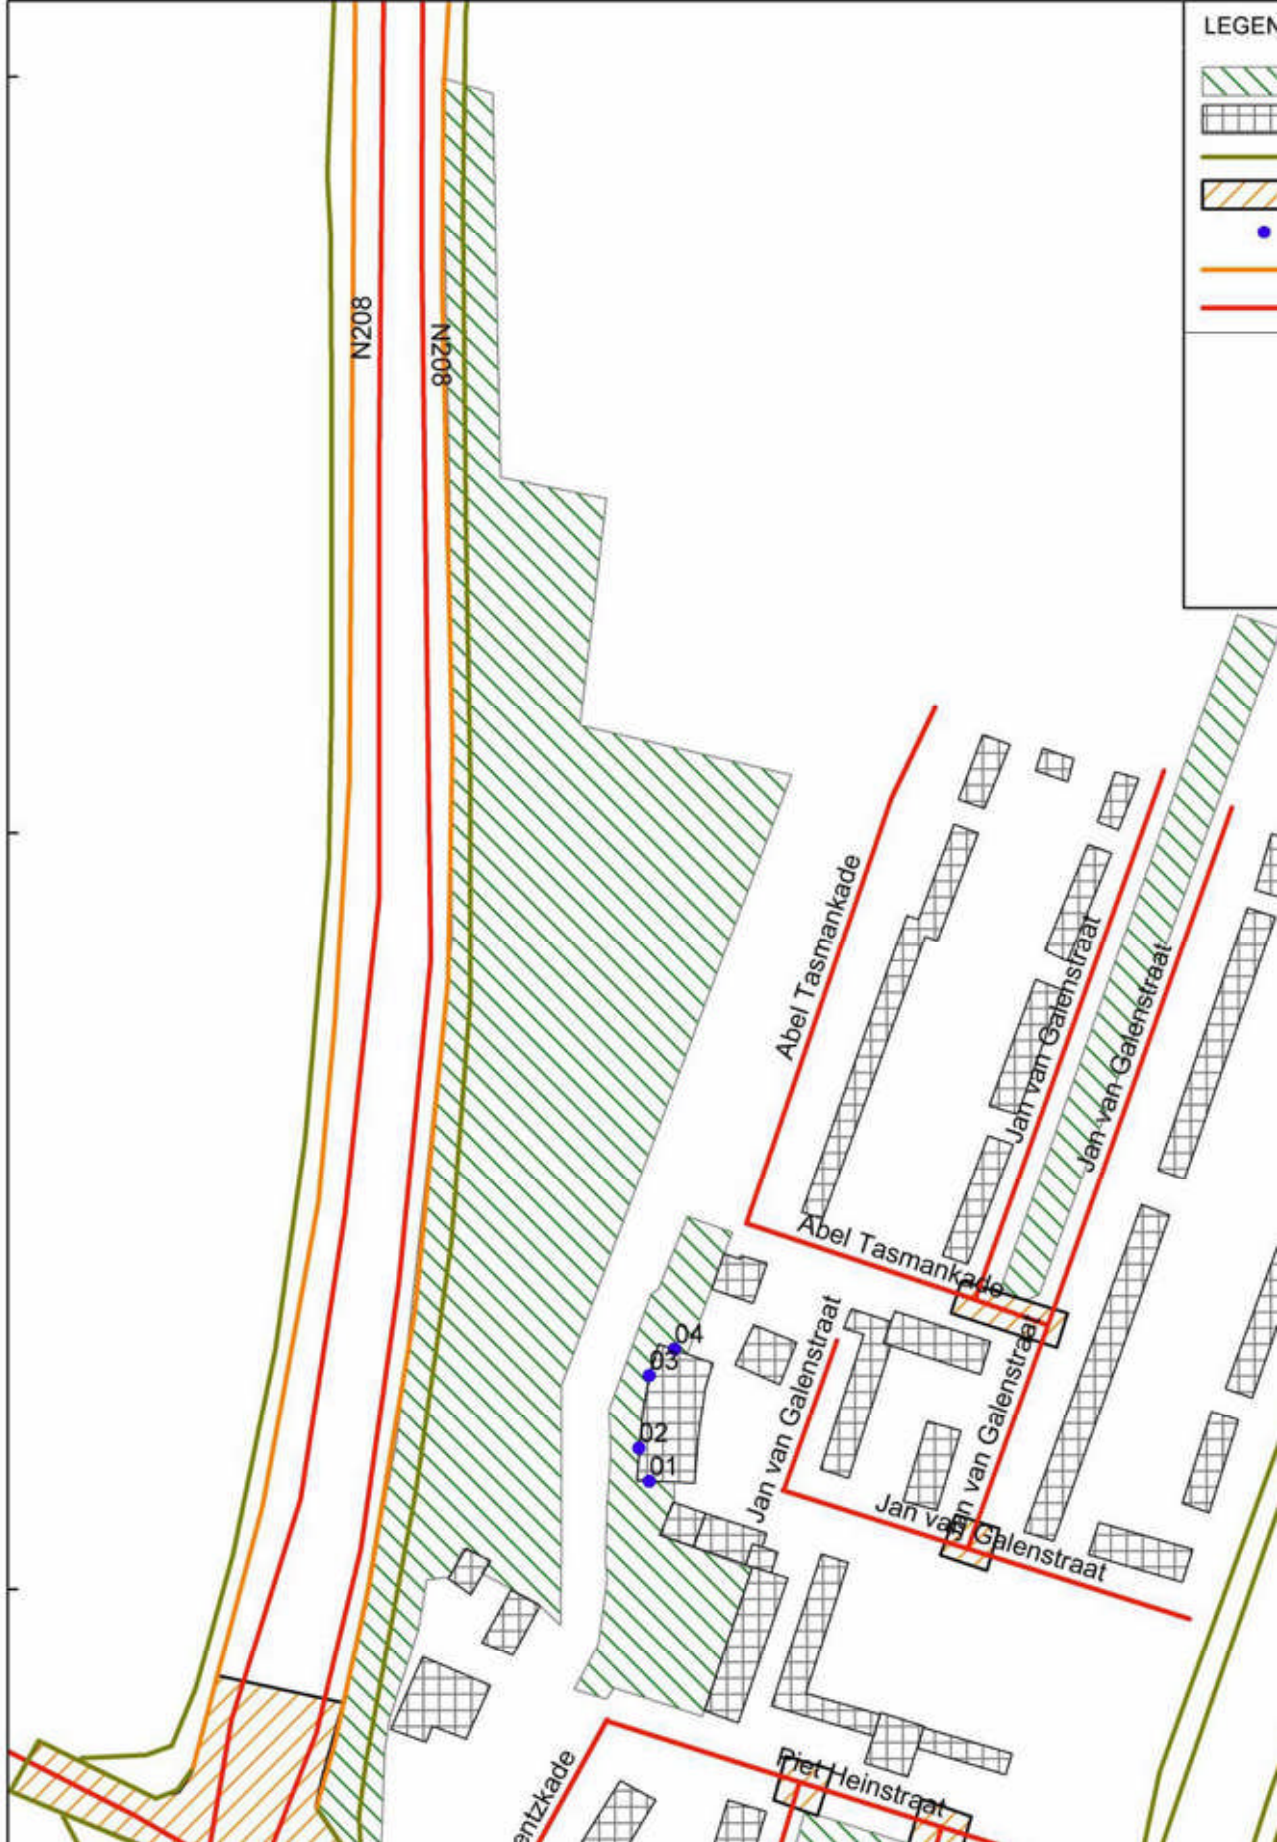 LEGEN
N208
N208
Abel Tasmankade
Jan van Galenstraat
Jan van Galenstraat
Abel Tasmankade
04
03
02
01
Jan van Galenstraat
Jan van Galenstraat
Jan van Galenstraat
Piet Heinstraat
entzkade